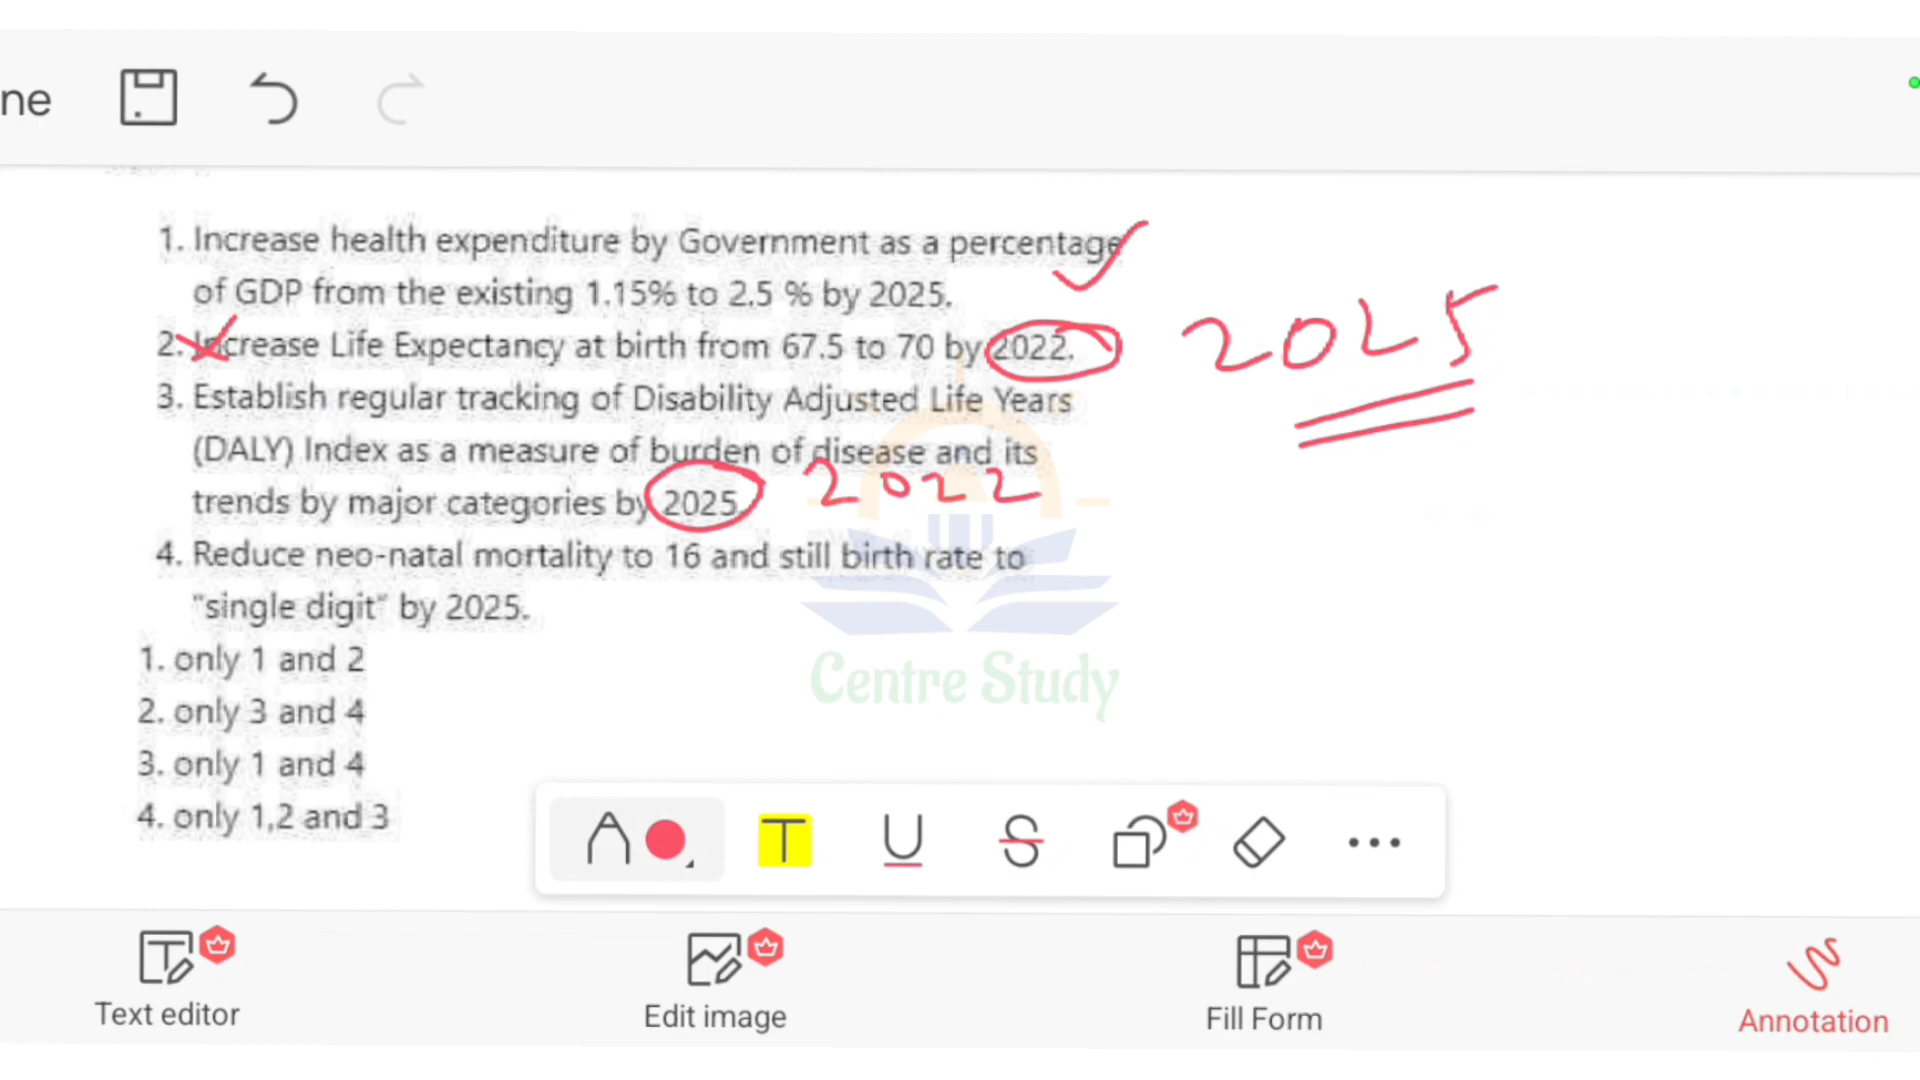 ne
1. Increase health expenditure by Government as a percentage
of GDP from the existing 1.15% to 2.5 % by 2025.
2. Increase Life Expectancy at birth from 67.5 to 70 by 2022. 2025
3. Establish regular tracking of Disability Adjusted Life Years
(DALY) Index as a measure of burden of disease and its
trends by major categories by 2025. 2022
4. Reduce neo-natal mortality to 16 and still birth rate to
"single digit" by 2025.
1. only 1 and 2
2. only 3 and 4
3. only 1 and 4
4. only 1,2 and 3
Centre Study
Text editor
Edit image
Fill Form
Annotation